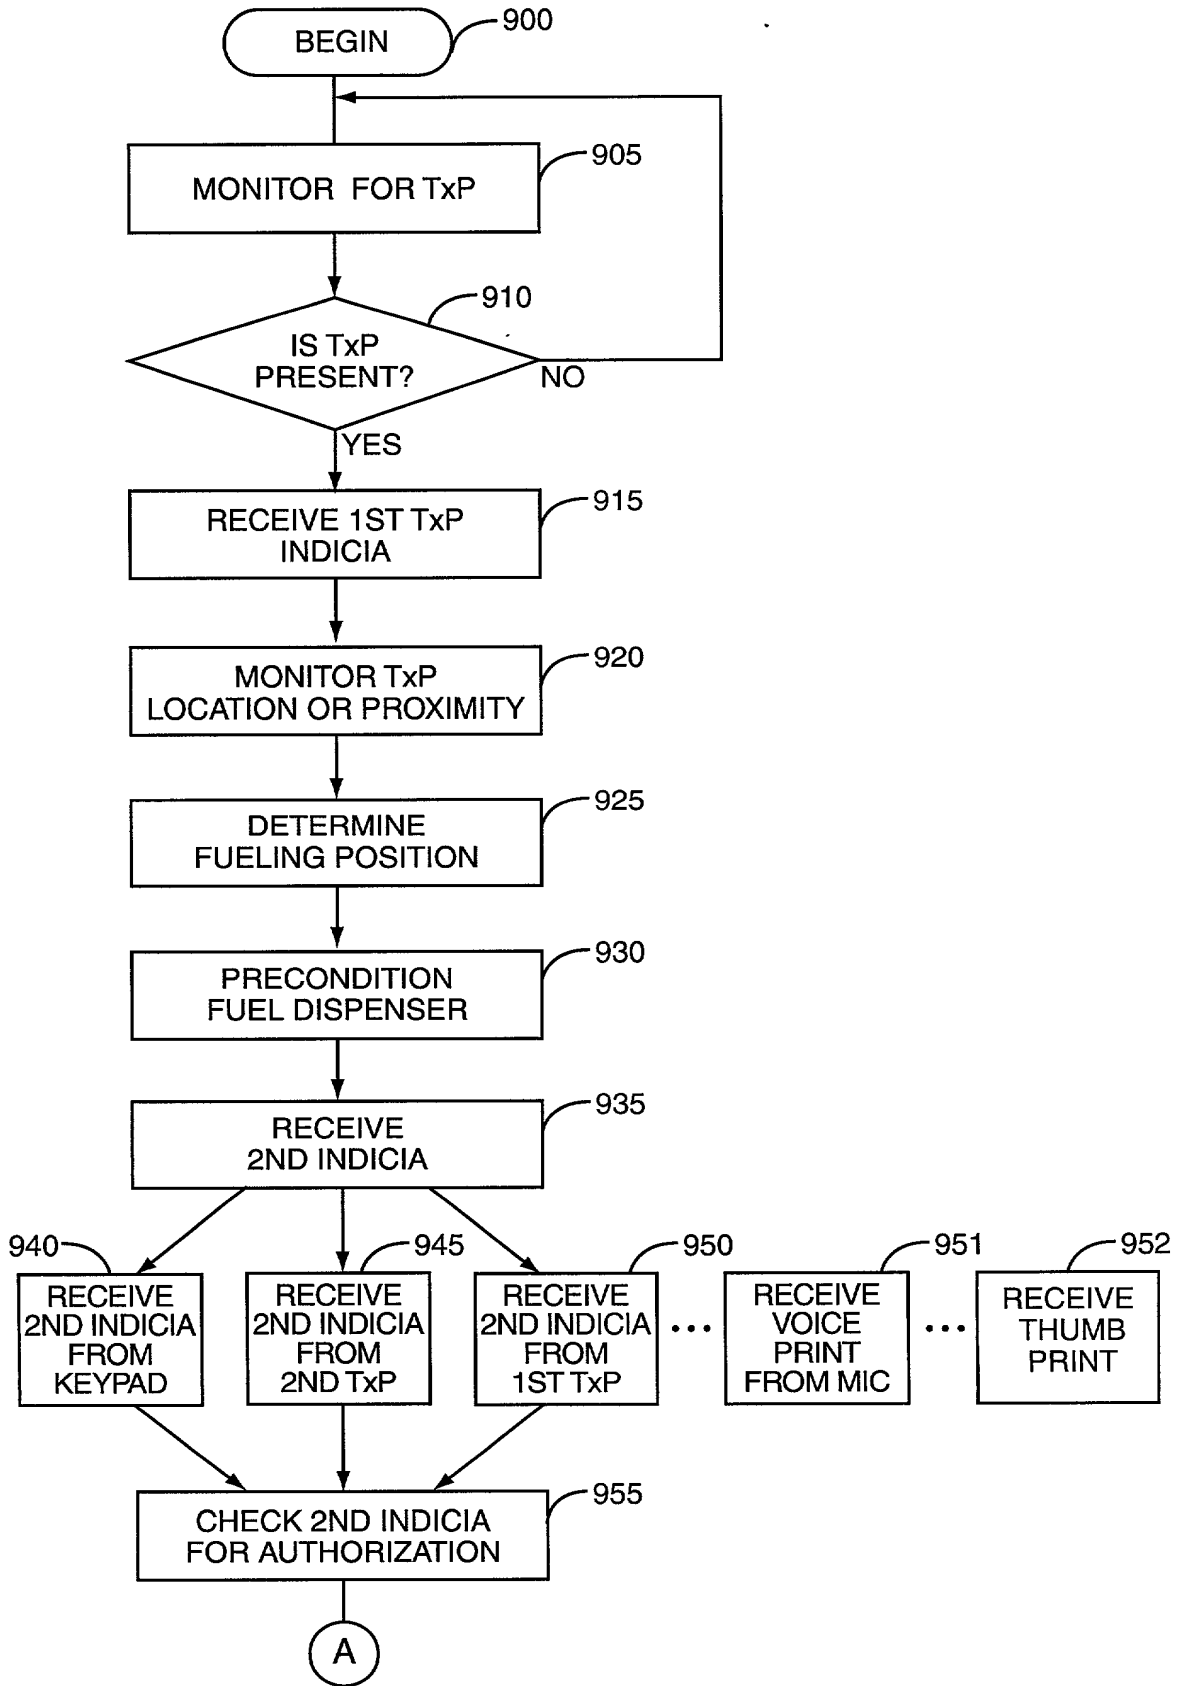 BEGIN
900
MONITOR FOR TxP
905
910
IS TxP
PRESENT?
NO
YES
RECEIVE 1ST TxP
INDICIA
915
MONITOR TxP
LOCATION OR PROXIMITY
920
DETERMINE
FUELING POSITION
925
PRECONDITION
FUEL DISPENSER
930
RECEIVE
2ND INDICIA
935
940
RECEIVE
2ND INDICIA
FROM
KEYPAD
945
RECEIVE
2ND INDICIA
FROM
2ND TxP
950
RECEIVE
2ND INDICIA
FROM
1ST TxP
...
951
RECEIVE
VOICE
PRINT
FROM MIC
...
952
RECEIVE
THUMB
PRINT
CHECK 2ND INDICIA
FOR AUTHORIZATION
955
A